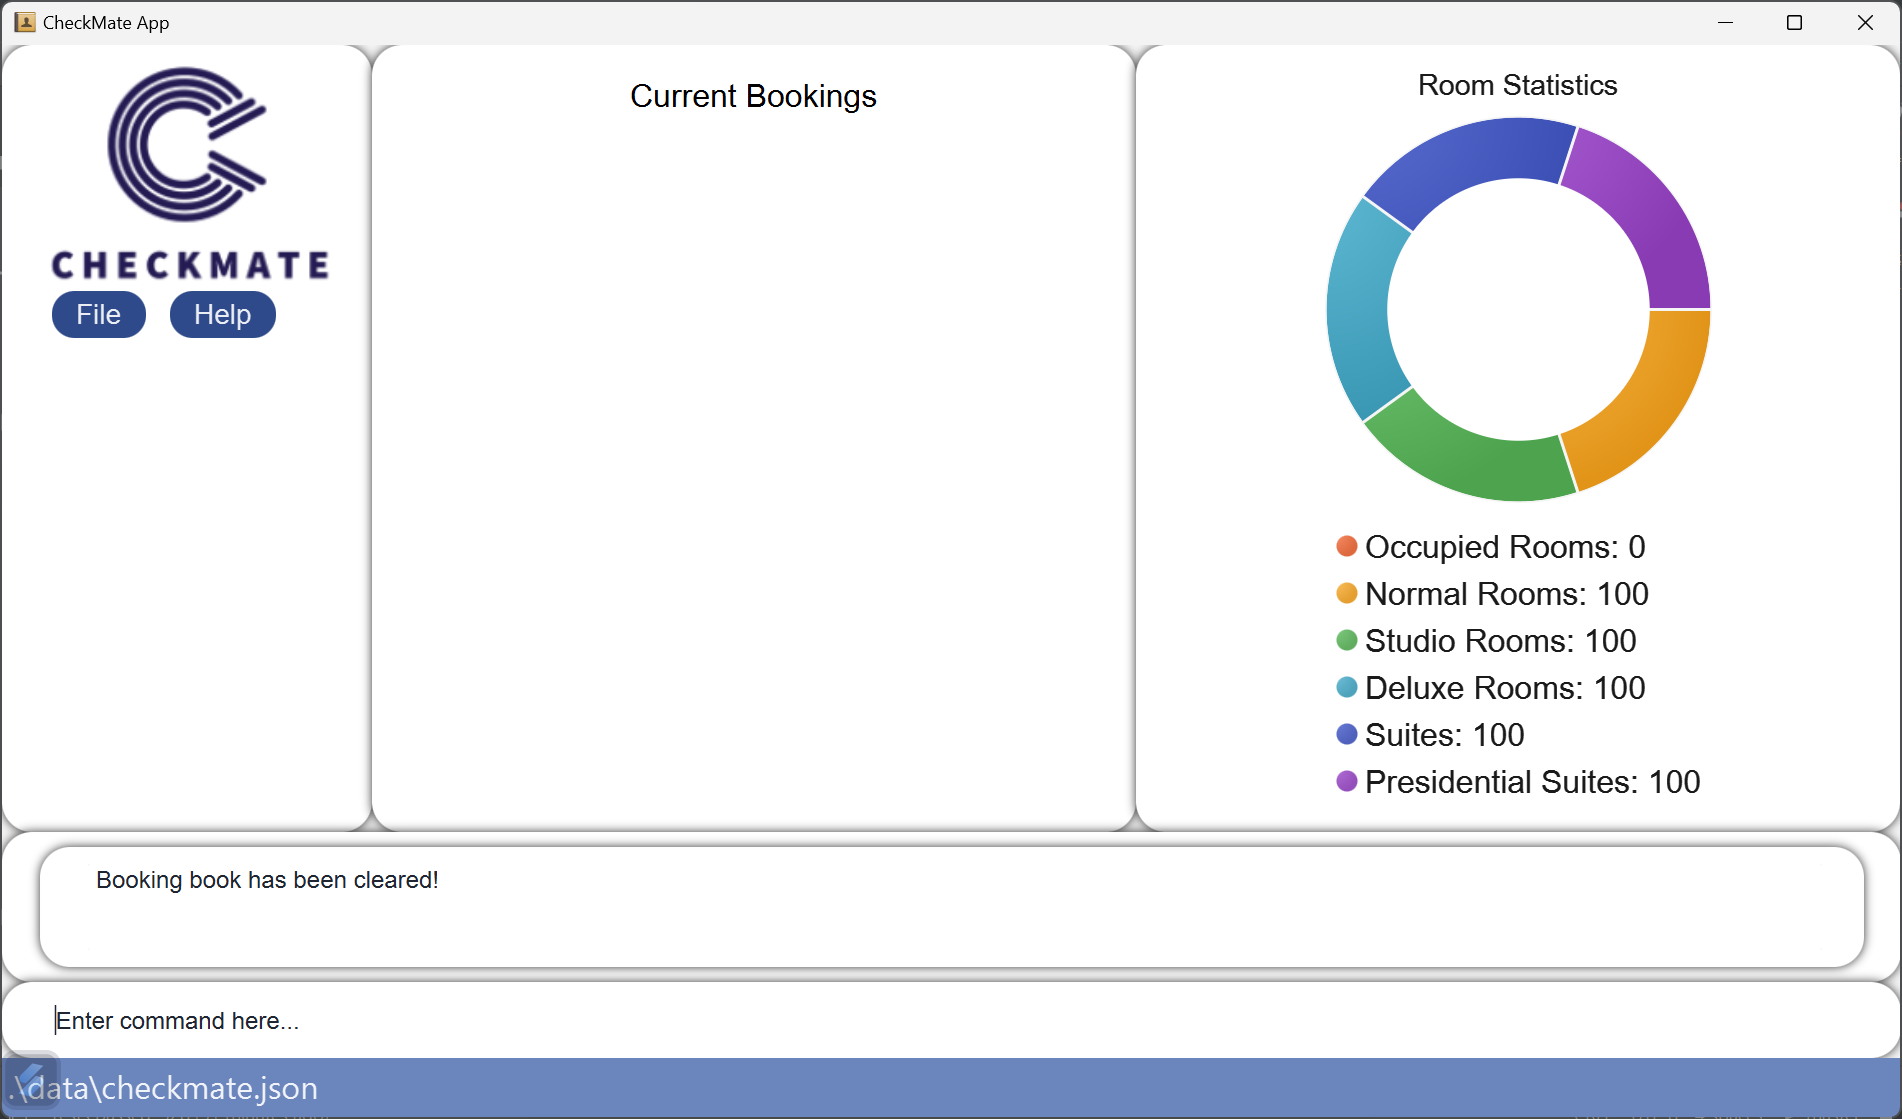 CheckMate App
CHECKMATE
File
Help
Current Bookings
Room Statistics
Occupied Rooms: 0
Normal Rooms: 100
Studio Rooms: 100
Deluxe Rooms: 100
Suites: 100
Presidential Suites: 100
Booking book has been cleared!
Enter command here...
.\data\checkmate.json